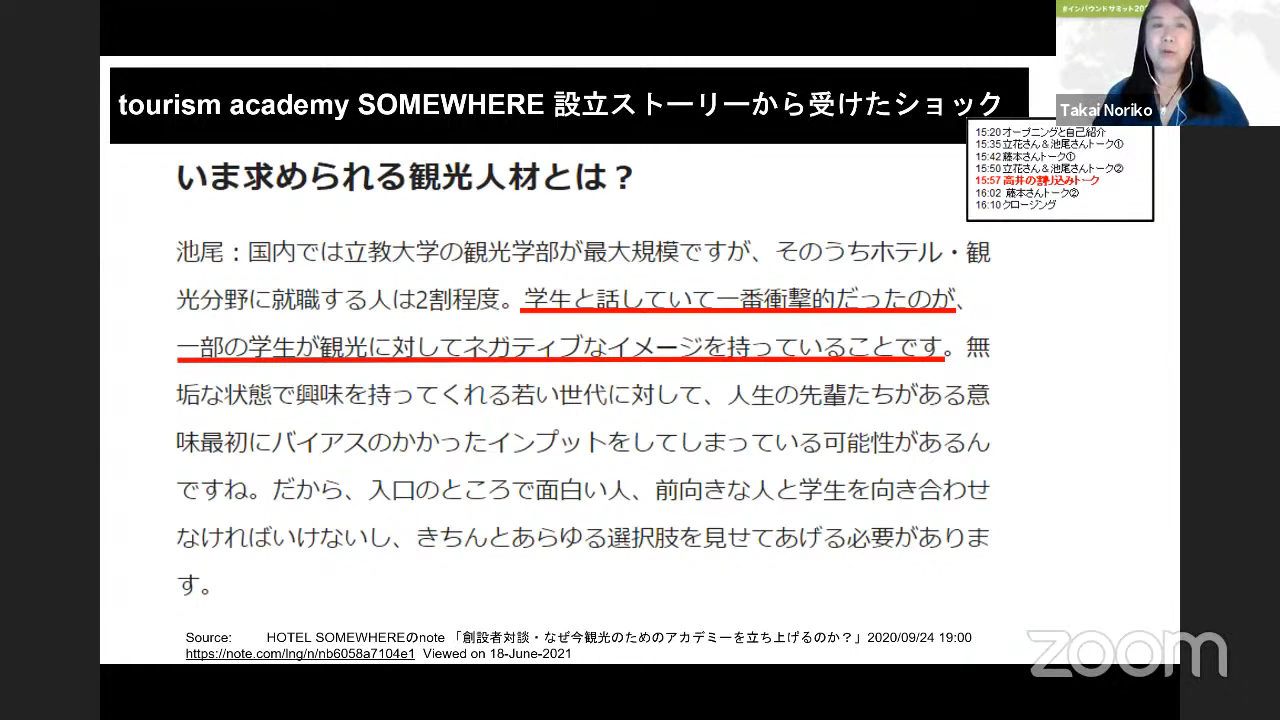 #インバウンドサミット20
tourism academy SOMEWHERE 設立ストーリーから受けたショック
Takai Noriko
15:20 オープニングと自己紹介
15:35 立花さん&池尾さんトーク①
15:42 藤本さんトーク①
15:50 立花さん&池尾さんトーク②
15:57 高井の割り込みトーク
16:02 藤本さんトーク②
16:10 クロージング
いま求められる観光人材とは？
池尾：国内では立教大学の観光学部が最大規模ですが、そのうちホテル・観
光分野に就職する人は2割程度。学生と話していて一番衝撃的だったのが、
一部の学生が観光に対してネガティブなイメージを持っていることです。無
垢な状態で興味を持ってくれる若い世代に対して、人生の先輩たちがある意
味最初にバイアスのかかったインプットをしてしまっている可能性があるん
ですね。だから、入口のところで面白い人、前向きな人と学生を向き合わせ
なければいけないし、きちんとあらゆる選択肢を見せてあげる必要がありま
す。
Source: HOTEL SOMEWHEREのnote 「創設者対談・なぜ今観光のためのアカデミーを立ち上げるのか？」2020/09/24 19:00
https://note.com/lng/n/nb6058a7104e1 Viewed on 18-June-2021
zoom